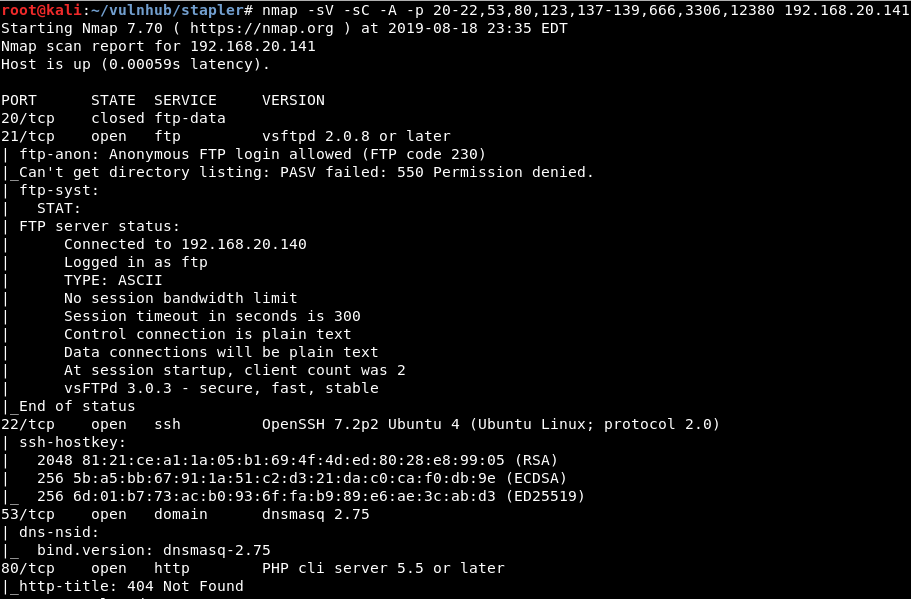 root@kali:~/vulnhub/stapler# nmap -sV -sC -A -p 20-22,53,80,123,137-139,666,3306,12380 192.168.20.141
Starting Nmap 7.70 ( https://nmap.org ) at 2019-08-18 23:35 EDT
Nmap scan report for 192.168.20.141
Host is up (0.00059s latency).

PORT      STATE  SERVICE     VERSION
20/tcp    closed ftp-data
21/tcp    open   ftp         vsftpd 2.0.8 or later
| ftp-anon: Anonymous FTP login allowed (FTP code 230)
|_Can't get directory listing: PASV failed: 550 Permission denied.
| ftp-syst:
|   STAT:
| FTP server status:
|      Connected to 192.168.20.140
|      Logged in as ftp
|      TYPE: ASCII
|      No session bandwidth limit
|      Session timeout in seconds is 300
|      Control connection is plain text
|      Data connections will be plain text
|      At session startup, client count was 2
|      vsFTPd 3.0.3 - secure, fast, stable
|_End of status
22/tcp    open   ssh         OpenSSH 7.2p2 Ubuntu 4 (Ubuntu Linux; protocol 2.0)
| ssh-hostkey:
|   2048 81:21:ce:a1:1a:05:b1:69:4f:4d:ed:80:28:e8:99:05 (RSA)
|   256 5b:a5:bb:67:91:1a:51:c2:d3:21:da:c0:ca:f0:db:9e (ECDSA)
|_  256 6d:01:b7:73:ac:b0:93:6f:fa:b9:89:e6:ae:3c:ab:d3 (ED25519)
53/tcp    open   domain      dnsmasq 2.75
| dns-nsid:
|_  bind.version: dnsmasq-2.75
80/tcp    open   http        PHP cli server 5.5 or later
|_http-title: 404 Not Found